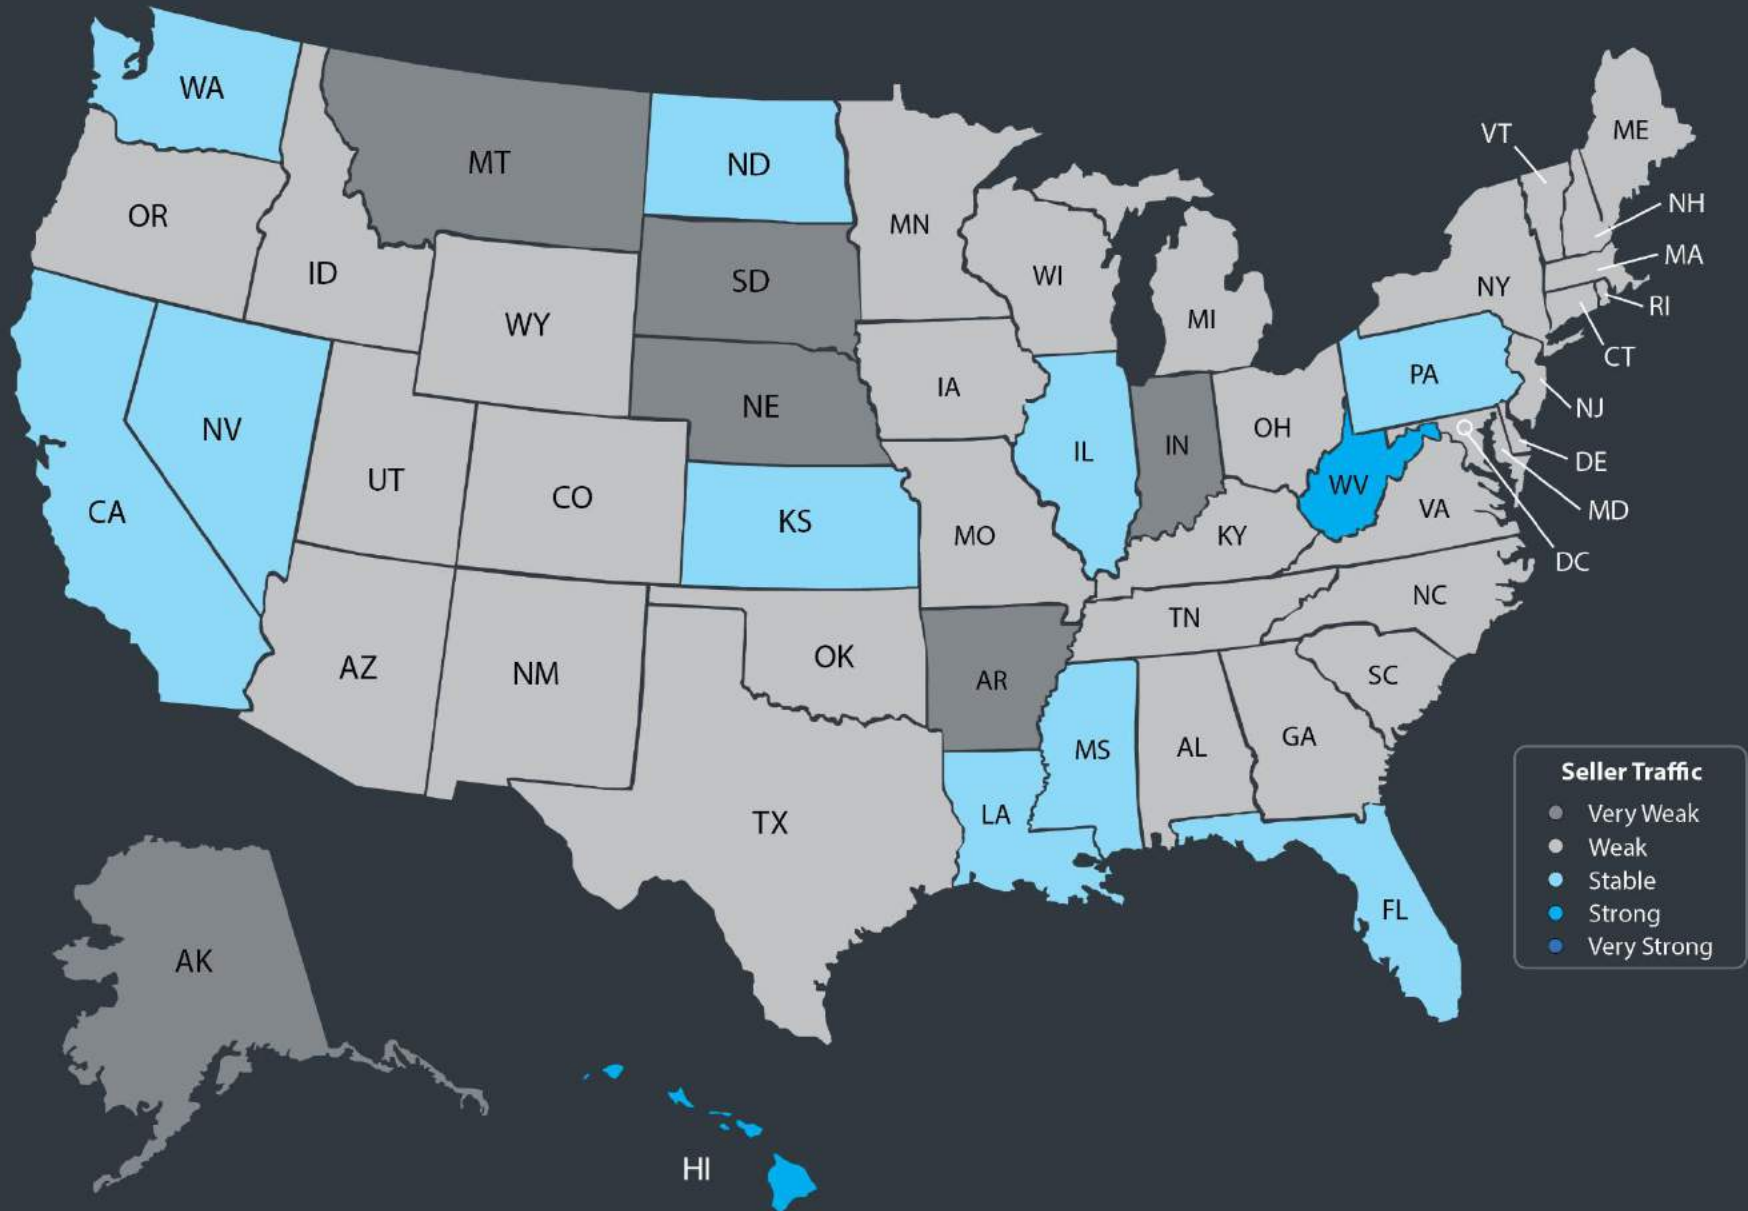 WA
MT
ND
VT
ME
OR
MN
NH
ID
SD
WI
MA
NY
WY
MI
RI
CT
IA
PA
NE
NJ
NV
OH
IL
IN
DE
UT
CO
WV
CA
KS
VA
MD
MO
KY
DC
NC
TN
AZ
NM
OK
AR
SC
MS
AL
GA
TX
LA
FL
AK
HI
Seller Traffic
Very Weak
Weak
Stable
Strong
Very Strong